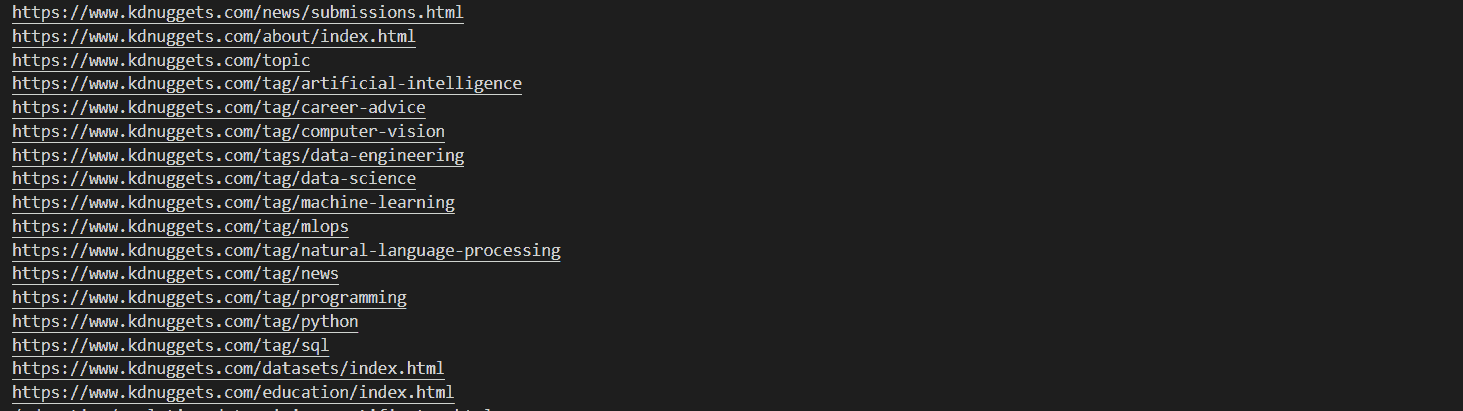 https://www.kdnuggets.com/news/submissions.html
https://www.kdnuggets.com/about/index.html
https://www.kdnuggets.com/topic
https://www.kdnuggets.com/tag/artificial-intelligence
https://www.kdnuggets.com/tag/career-advice
https://www.kdnuggets.com/tag/computer-vision
https://www.kdnuggets.com/tags/data-engineering
https://www.kdnuggets.com/tag/data-science
https://www.kdnuggets.com/tag/machine-learning
https://www.kdnuggets.com/tag/mlops
https://www.kdnuggets.com/tag/natural-language-processing
https://www.kdnuggets.com/tag/news
https://www.kdnuggets.com/tag/programming
https://www.kdnuggets.com/tag/python
https://www.kdnuggets.com/tag/sql
https://www.kdnuggets.com/datasets/index.html
https://www.kdnuggets.com/education/index.html